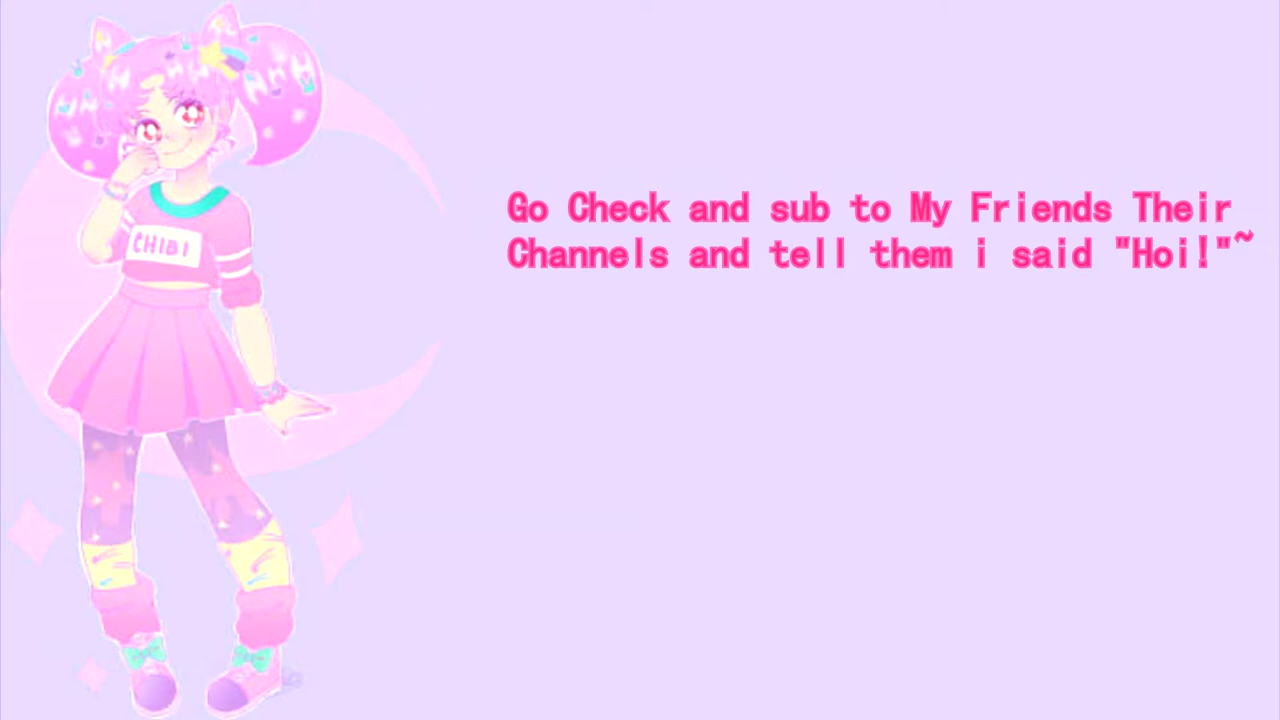 CHIBI
Go Check and sub to My Friends Their
Channels and tell them i said "Hoi!"~